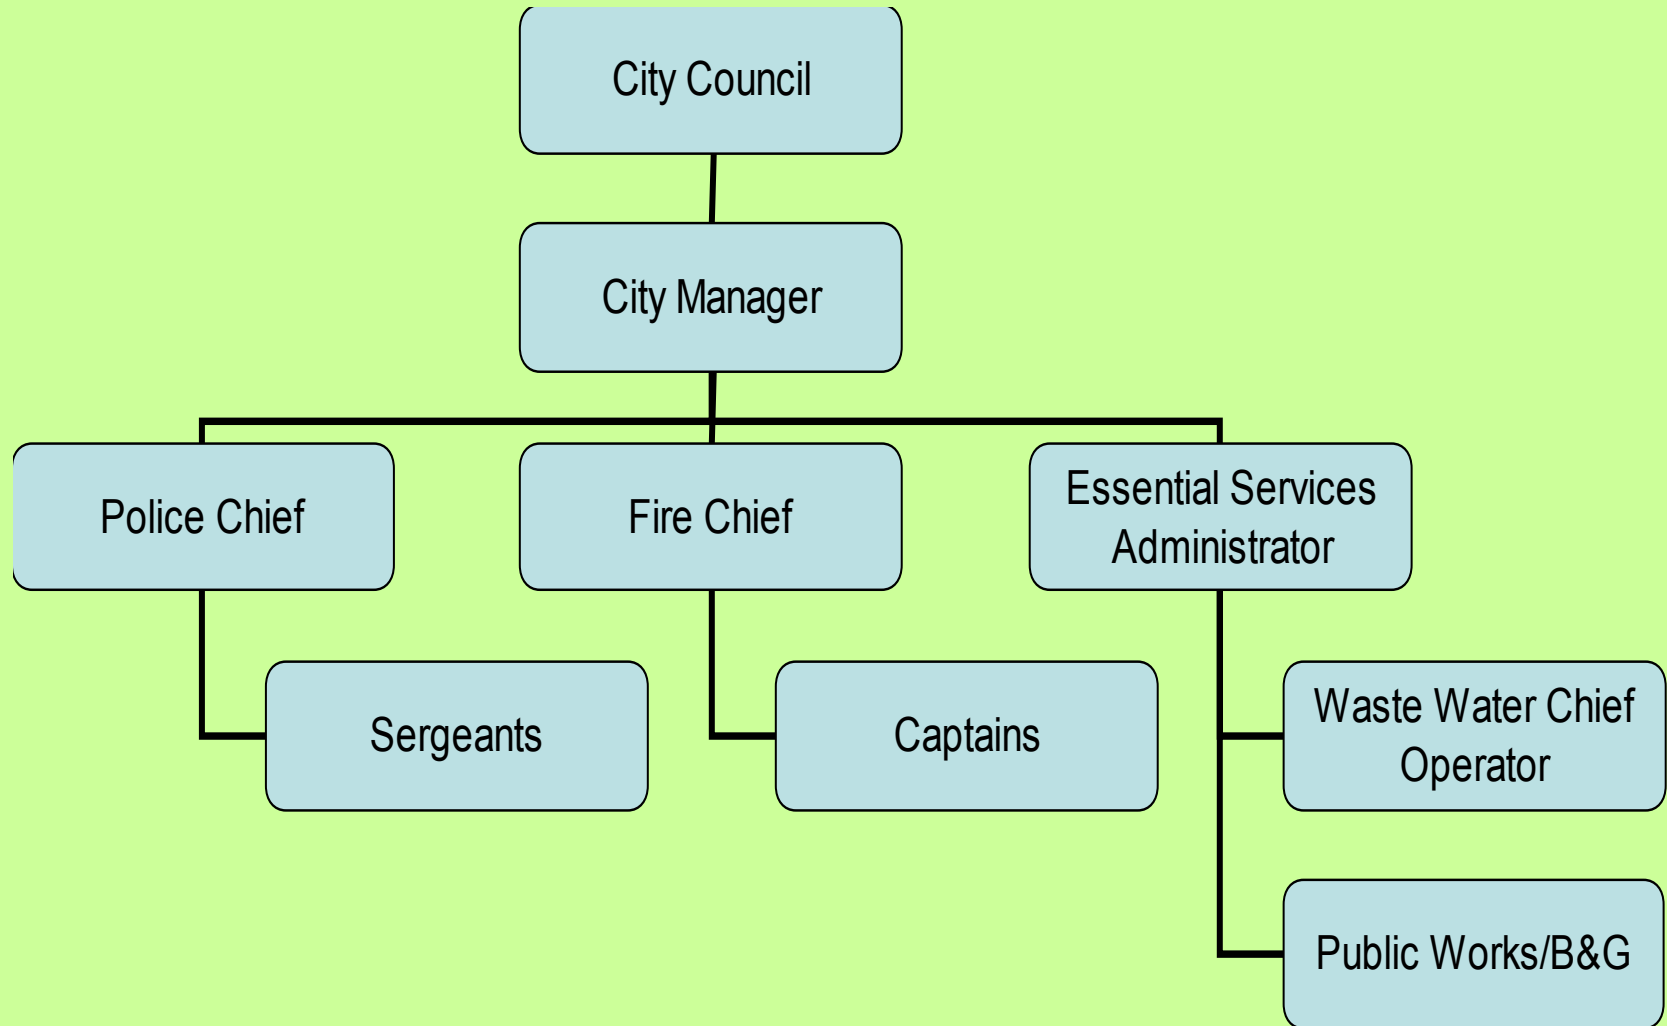 City Council
City Manager
Police Chief
Fire Chief
Essential Services
Administrator
Sergeants
Captains
Waste Water Chief
Operator
Public Works/B&G